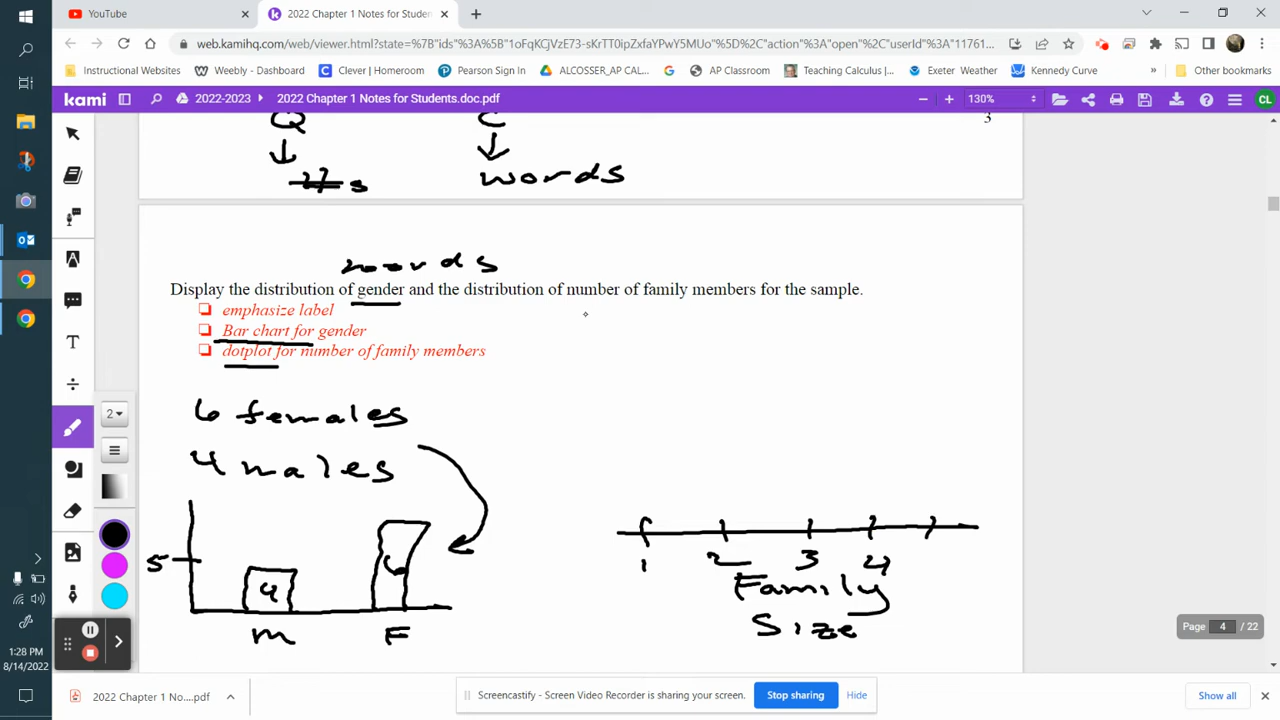 YouTube
2022 Chapter 1 Notes for Studen
web.kamihq.com/web/viewer.html?state=%7B"ids"%3A%5B"1oFqKCjVzE73-sKrTT0ipZxfaYPwY5MUo"%5D%2C"action"%3A"open"%2C"userId"%3A"11761...
Instructional Websites
Weebly - Dashboard
Clever | Homeroom
Pearson Sign In
ALCOSSER_AP CAL...
AP Classroom
Teaching Calculus |...
Exeter Weather
Kennedy Curve
»
Other bookmarks
kami
2022-2023
2022 Chapter 1 Notes for Students.doc.pdf
130%
CL
Q C
3
words
words
Display the distribution of gender and the distribution of number of family members for the sample.
emphasize label
Bar chart for gender
dotplot for number of family members
6 females
4 males
5
4
6
M F
1 2 3 4
Family
Size
Page 4 / 22
1:28 PM
8/14/2022
2022 Chapter 1 No....pdf
Screencastify - Screen Video Recorder is sharing your screen.
Stop sharing
Hide
Show all